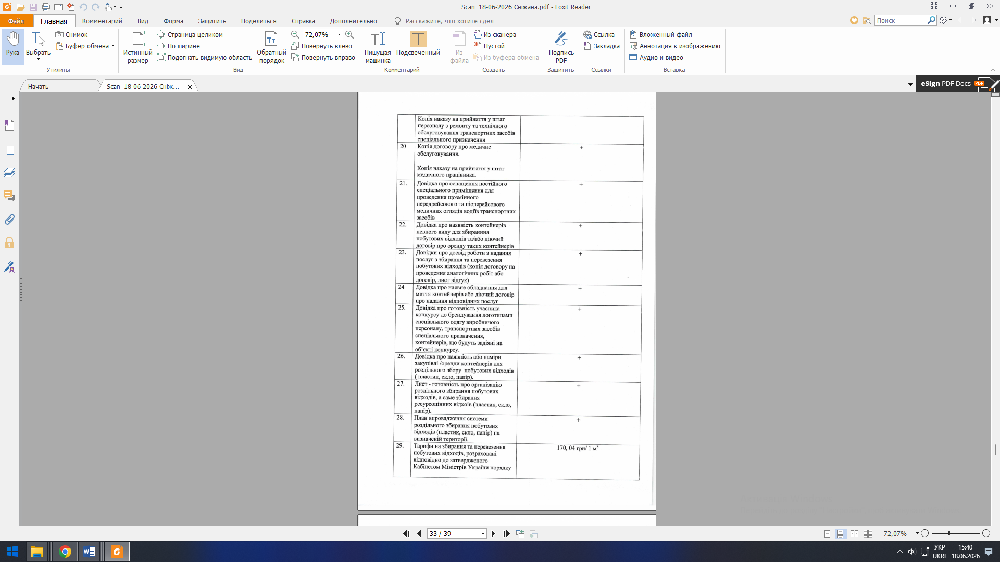 Scan_18-06-2026 Сніжана.pdf - Foxit Reader
Файл
Главная
Комментарий
Вид
Форма
Защитить
Поделиться
Справка
Дополнительно
Расскажите, что хотите сдел
Поиск
Рука
Выбрать
Снимок
Буфер обмена
Утилиты
Истинный размер
Страница целиком
По ширине
Подогнать видимую область
Обратный порядок
72,07%
Повернуть влево
Повернуть вправо
Вид
Пишущая машинка
Подсвеченный
Комментарий
Из файла
Из сканера
Пустой
Из буфера обмена
Создать
Подпись PDF
Защитить
Ссылка
Закладка
Ссылки
Вложенный файл
Аннотация к изображению
Аудио и видео
Вставка
Начать
Scan_18-06-2026 Сніж...
eSign PDF Docs
PDF
Копія наказу на прийняття у штат
персоналу з ремонту та технічного
обслуговування транспортних засобів
спеціального призначення
20 Копія договору про медичне +
обслуговування.
Копія наказу на прийняття у штат
медичного працівника.
21. Довідка про оснащення постійного +
спеціального приміщення для
проведення щозмінного
передрейсового та післярейсового
медичних оглядів водіїв транспортних
засобів
22. Довідка про наявність контейнерів +
певного виду для збирання
побутових відходів та/або діючий
договір про оренду таких контейнерів
23. Довідки про досвід роботи з надання +
послуг з збирання та перевезення
побутових відходів (копія договору на
проведення аналогічних робіт або
договір, лист відгук)
24 Довідка про наявне обладнання для +
миття контейнерів або діючий договір
про надання відповідних послуг
25. Довідка про готовність учасника +
конкурсу до брендування логотипами
спеціального одягу виробничого
персоналу, транспортних засобів
спеціального призначення,
контейнерів, що будуть задіяні на
об’єкті конкурсу.
26. Довідка про наявність або наміри +
закупівлі /оренди контейнерів для
роздільного збору побутових відходів
( пластик, скло, папір).
27. Лист - готовність про організацію +
роздільного збирання побутових
відходів, а саме збирання
ресурсоцінних відхоів (пластик, скло,
папір).
28. План впровадження системи +
роздільного збирання побутових
відходів (пластик, скло, папір) на
визначеній території.
29. Тарифи на збирання та перевезення 170, 04 грн/ 1 м³
побутових відходів, розраховані
відповідно до затвердженого
Кабінетом Міністрів України порядку
33 / 39
72,07%
УКР
UKRE
15:40
18.06.2026